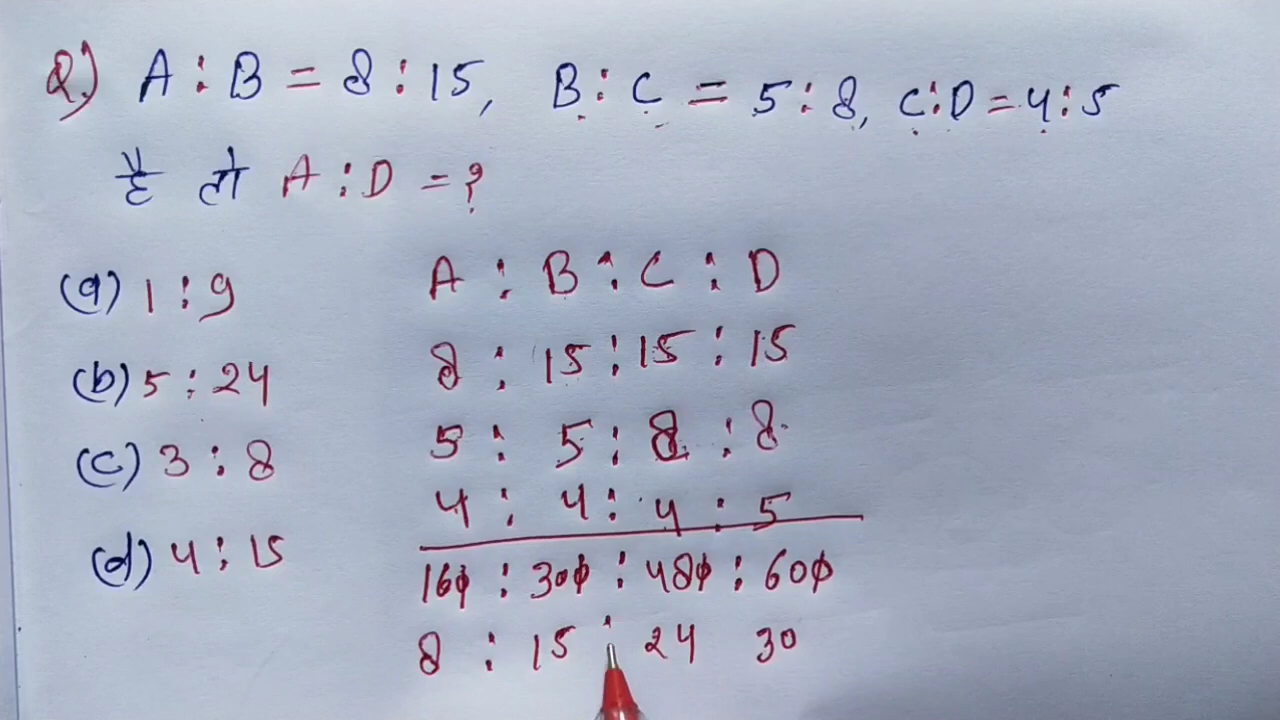 Q) A : B = 8 : 15, B : C = 5 : 8, C : D = 4 : 5
है तो A : D = ?
(a) 1 : 9
(b) 5 : 24
(c) 3 : 8
(d) 4 : 15
A : B : C : D
8 : 15 : 15 : 15
5 : 5 : 8 : 8
4 : 4 : 4 : 5
160 : 300 : 480 : 600
8 : 15 : 24 30